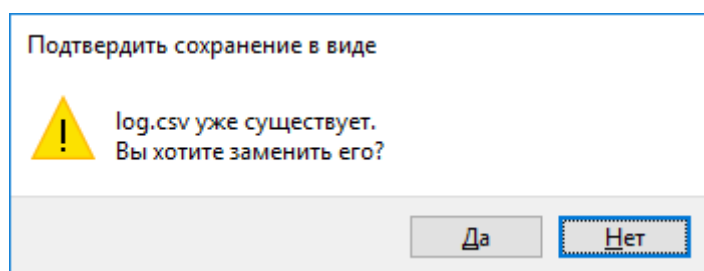 Подтвердить сохранение в виде
log.csv уже существует.
Вы хотите заменить его?
Да
Нет